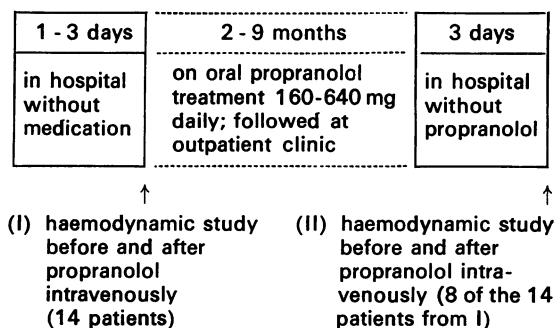 1 - 3 days
in hospital
without
medication
2 - 9 months
on oral propranolol
treatment 160-640 mg
daily; followed at
outpatient clinic
3 days
in hospital
without
propranolol
(I) haemodynamic study
before and after
propranolol
intravenously
(14 patients)
(II) haemodynamic study
before and after
propranolol intra-
venously (8 of the 14
patients from I)